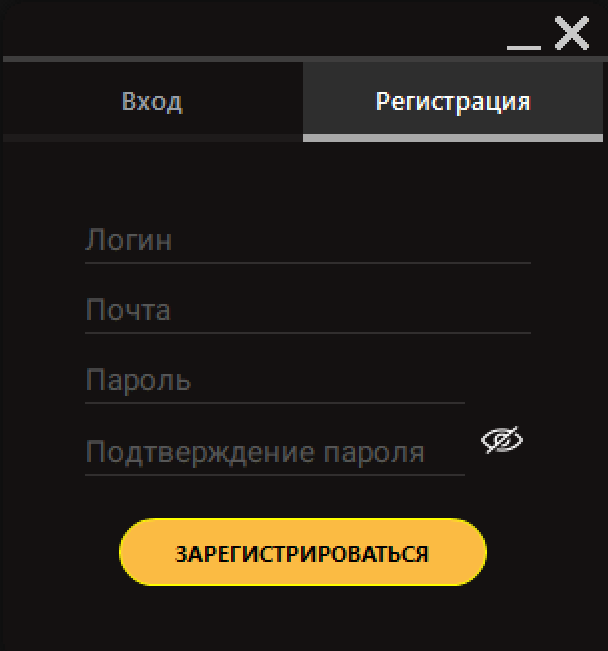 Вход
Регистрация
Логин
Почта
Пароль
Подтверждение пароля
ЗАРЕГИСТРИРОВАТЬСЯ